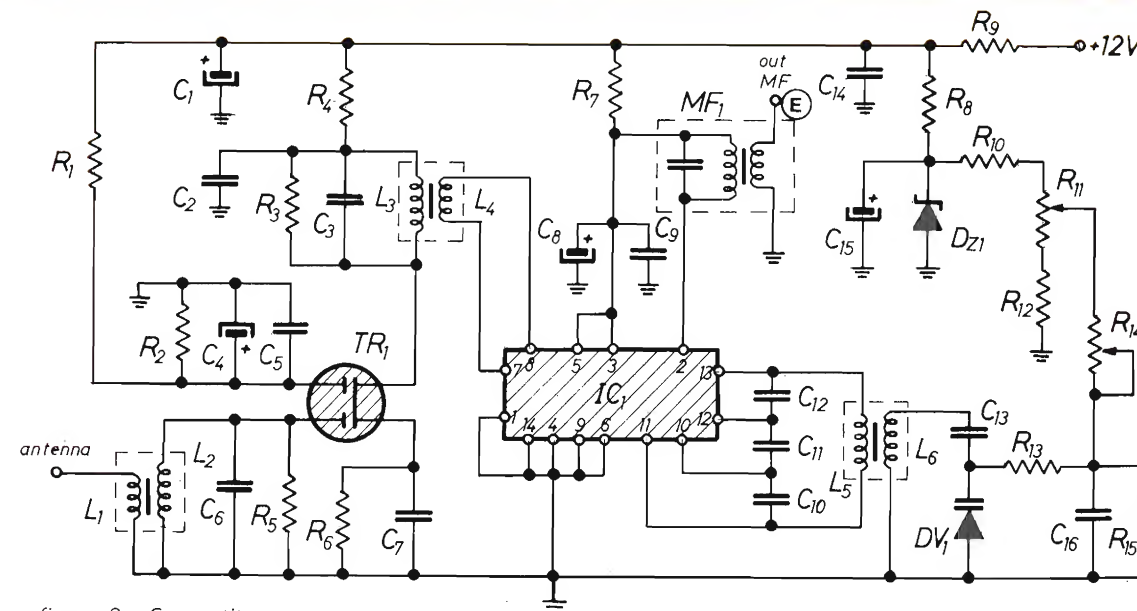 R9
+12V
out
MF
E
+
C1
R4
R7
MF1
C14
R8
R10
R11
R1
C2
R3
C3
L3
L4
C8
+
C9
+
C15
DZ1
R12
R14
R2
C4
+
C5
TR1
7
8
5
3
2
13
IC1
12
1
14
4
9
6
11
10
C12
C11
C10
L5
L6
C13
R13
antenna
L1
L2
C6
R5
R6
C7
DV1
C16
R15